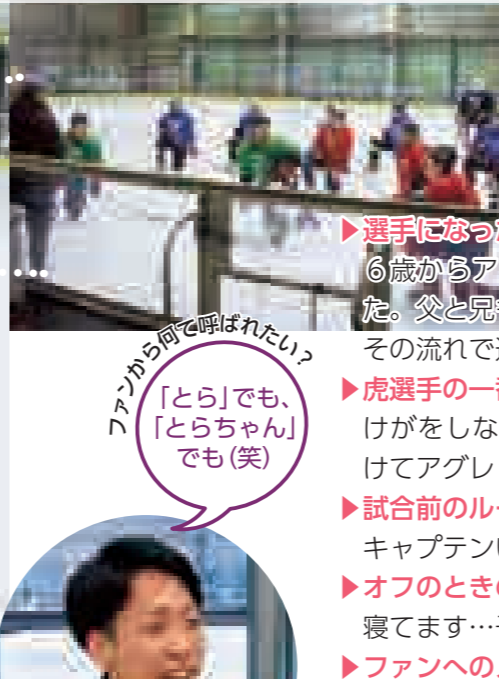 ファンから何て呼ばれたい?
「とら」でも、
「とらちゃん」
でも(笑)
▶選手になった
6歳からア
た。父と兄
その流れで
▶虎選手の一番
けがをしな
けてアグレ
▶試合前のル
キャプテン
▶オフのときの
寝てます…
▶ファンへの